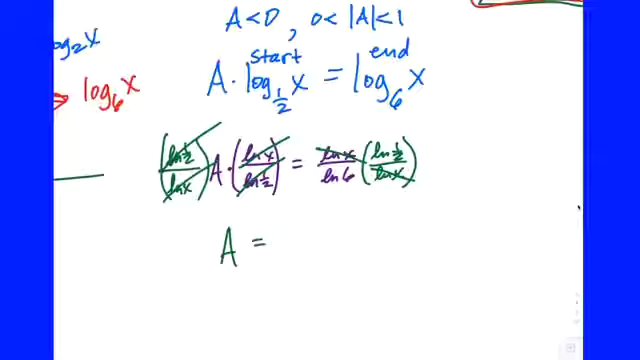 A < 0, 0 < |A| < 1
log₂x
start end
A · log_{1/2} x = log₆ x
→ log₆ x
(ln 1/2 / ln x) A · (ln x / ln 1/2) = ln x / ln 6 (ln 1/2 / ln x)
A =